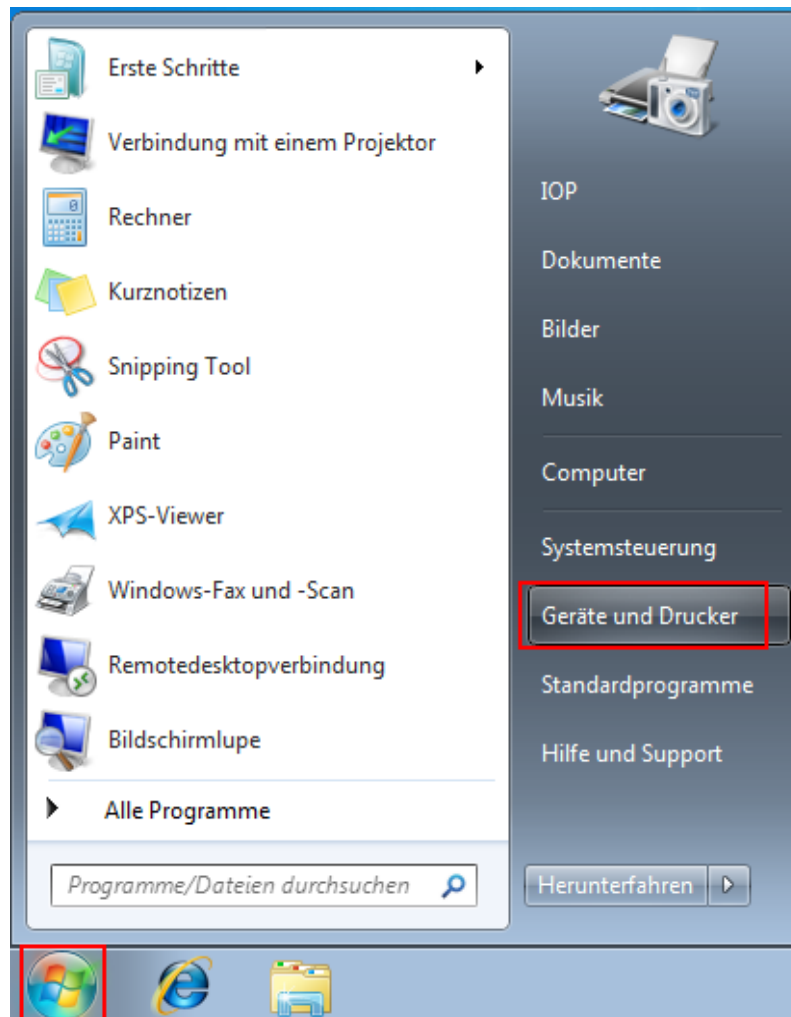 Erste Schritte
Verbindung mit einem Projektor
Rechner
Kurznotizen
Snipping Tool
Paint
XPS-Viewer
Windows-Fax und -Scan
Remotedesktopverbindung
Bildschirmlupe
Alle Programme
Programme/Dateien durchsuchen
IOP
Dokumente
Bilder
Musik
Computer
Systemsteuerung
Geräte und Drucker
Standardprogramme
Hilfe und Support
Herunterfahren